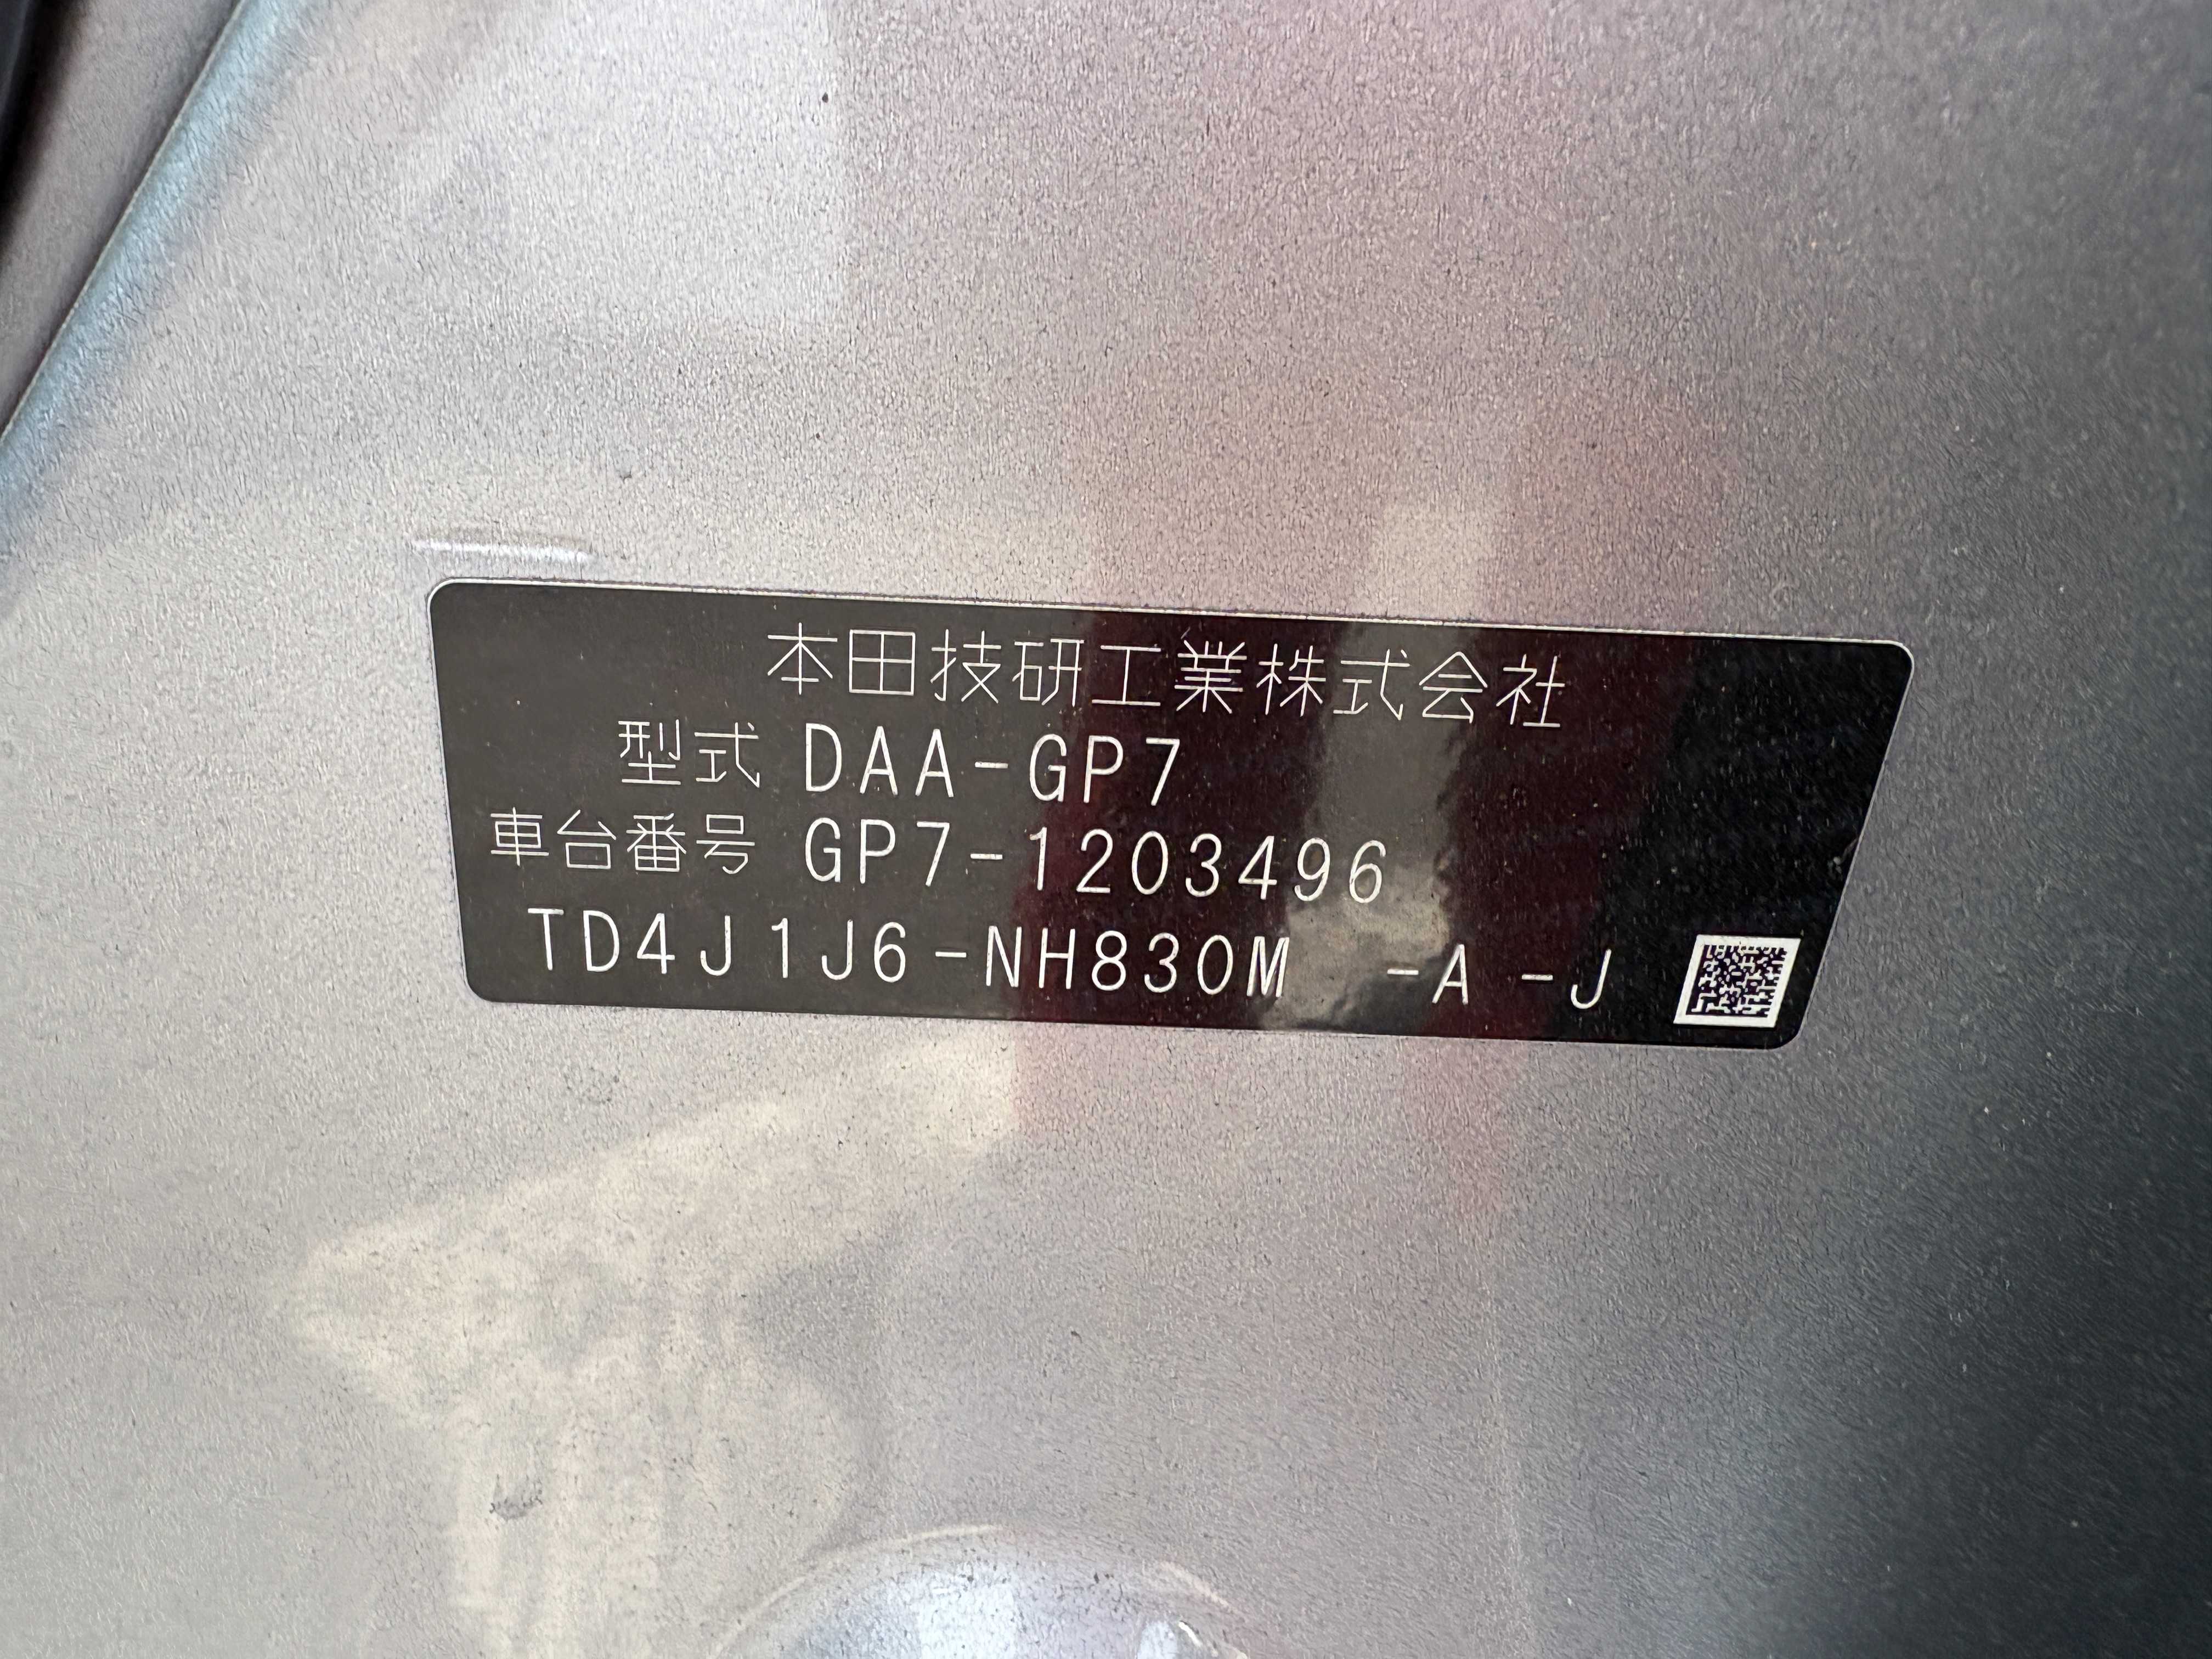 本田技研工業株式会社
型式 DAA-GP7
車台番号 GP7-1203496
TD4J1J6-NH830M -A -J